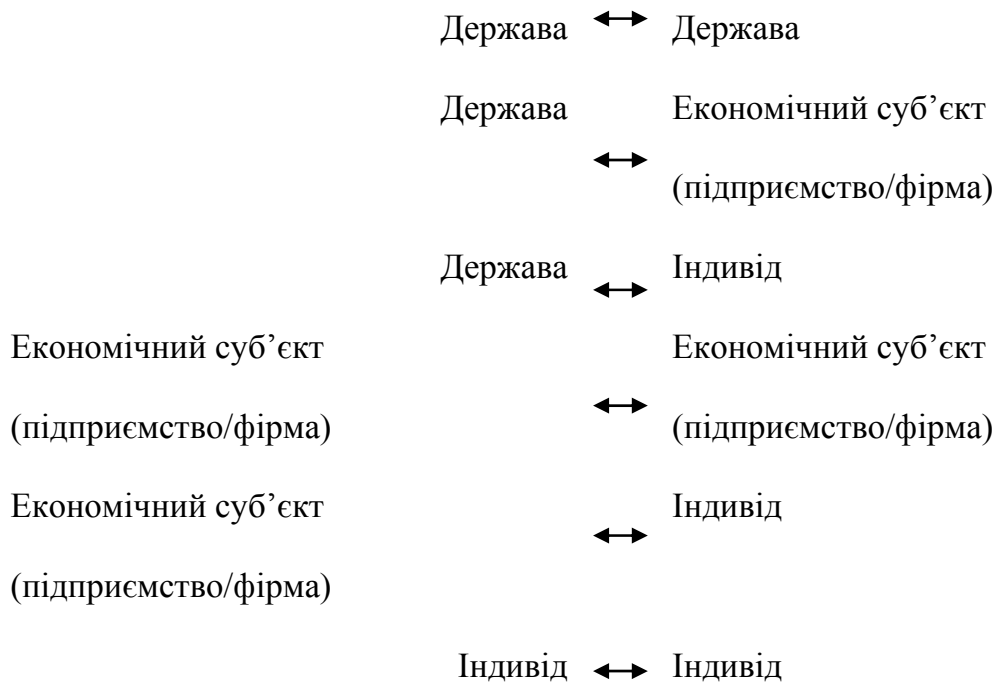 Держава ↔ Держава
Держава ↔ Економічний суб’єкт
(підприємство/фірма)
Держава ↔ Індивід
Економічний суб’єкт ↔ Економічний суб’єкт
(підприємство/фірма) (підприємство/фірма)
Економічний суб’єкт ↔ Індивід
(підприємство/фірма)
Індивід ↔ Індивід